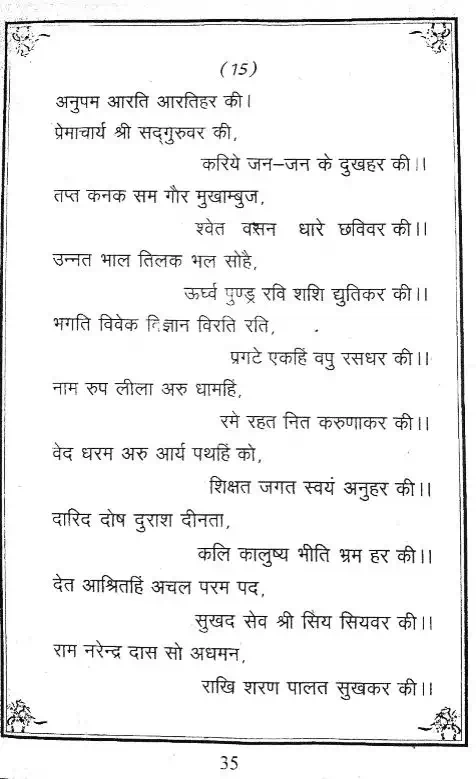 (15)
अनुपम आरति आरतिहर की।
प्रेमाचार्य श्री सद्‌गुरुवर की,
करिये जन–जन के दुखहर की।।
तप्त कनक सम गौर मुखाम्बुज,
श्वेत वसन धारे छविवर की।।
उन्नत भाल तिलक भल सोहै,
ऊर्ध्व पुण्ड्र रवि शशि द्युतिकर की।।
भगति विवेक विज्ञान विरति रति,
प्रगटे एकहिं वपु रसधर की।।
नाम रुप लीला अरु धामहिं,
रमे रहत नित करुणाकर की।।
वेद धरम अरु आर्य पथहिं को,
शिक्षत जगत स्वयं अनुहर की।।
दारिद दोष दुराश दीनता,
कलि कालुष्य भीति भ्रम हर की।।
देत आश्रितहिं अचल परम पद,
सुखद सेव श्री सिय सियवर की।।
राम नरेन्द्र दास सो अधमन,
राखि शरण पालत सुखकर की।।
35